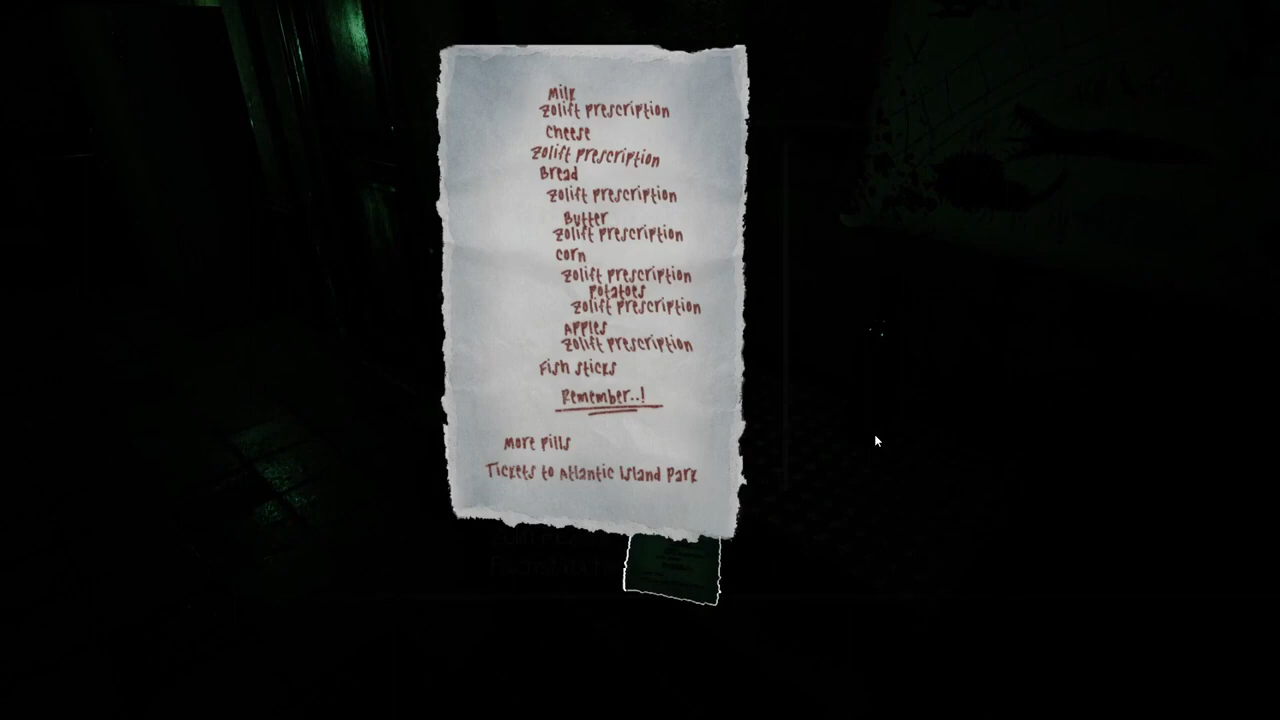 Milk
Zolift prescription
Cheese
Zolift prescription
Bread
Zolift prescription
Butter
Zolift prescription
Corn
Zolift prescription
Potatoes
Zolift prescription
Apples
Zolift prescription
Fish sticks
Remember..!
More pills
Tickets to Atlantic Island Park